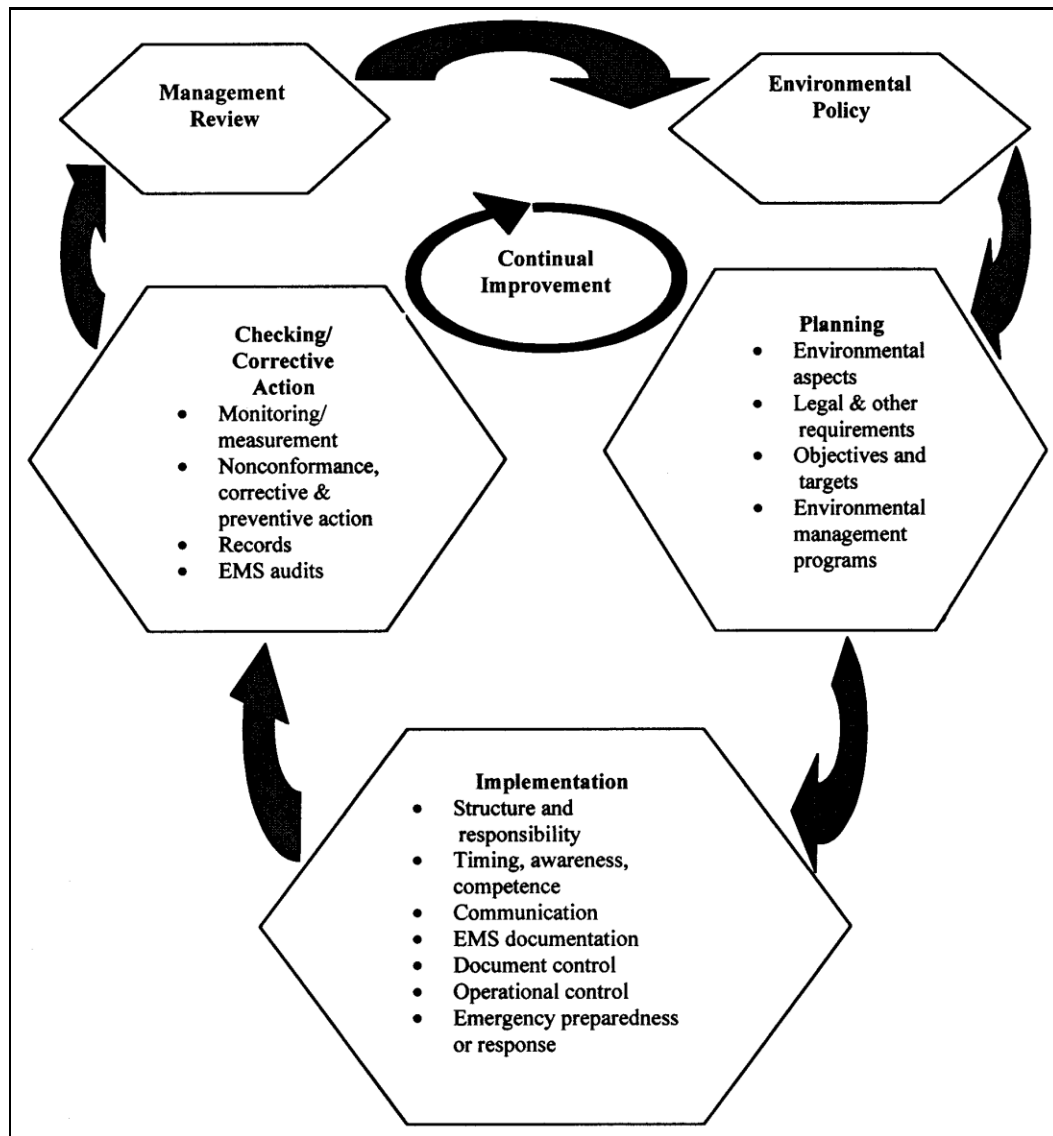 Management
Review
Environmental
Policy
Continual
Improvement
Checking/
Corrective
Action
• Monitoring/
measurement
• Nonconformance,
corrective &
preventive action
• Records
• EMS audits
Planning
• Environmental
aspects
• Legal & other
requirements
• Objectives and
targets
• Environmental
management
programs
Implementation
• Structure and
responsibility
• Timing, awareness,
competence
• Communication
• EMS documentation
• Document control
• Operational control
• Emergency preparedness
or response